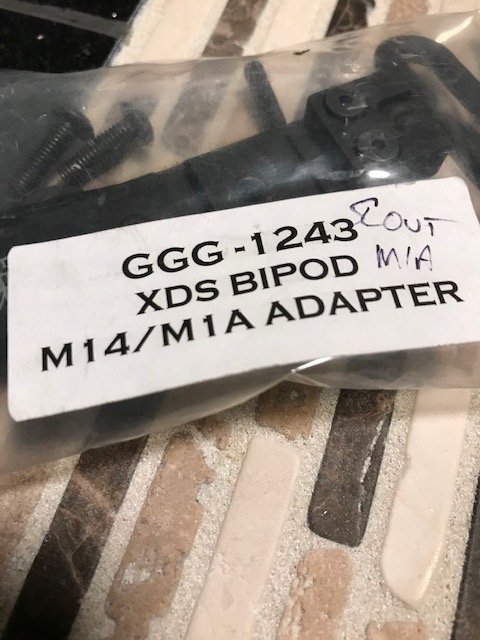 GGG-1243 Scout
XDS BIPOD M1A
M14/M1A ADAPTER